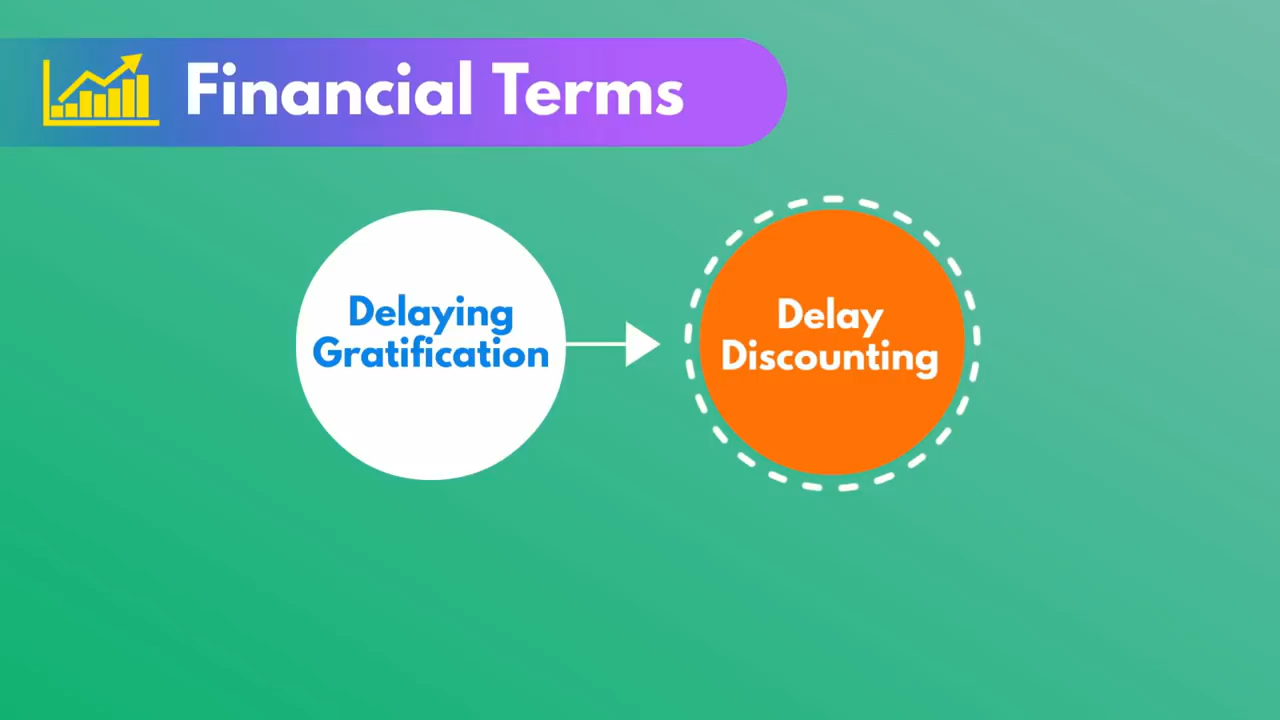 Financial Terms
Delaying
Gratification
Delay
Discounting